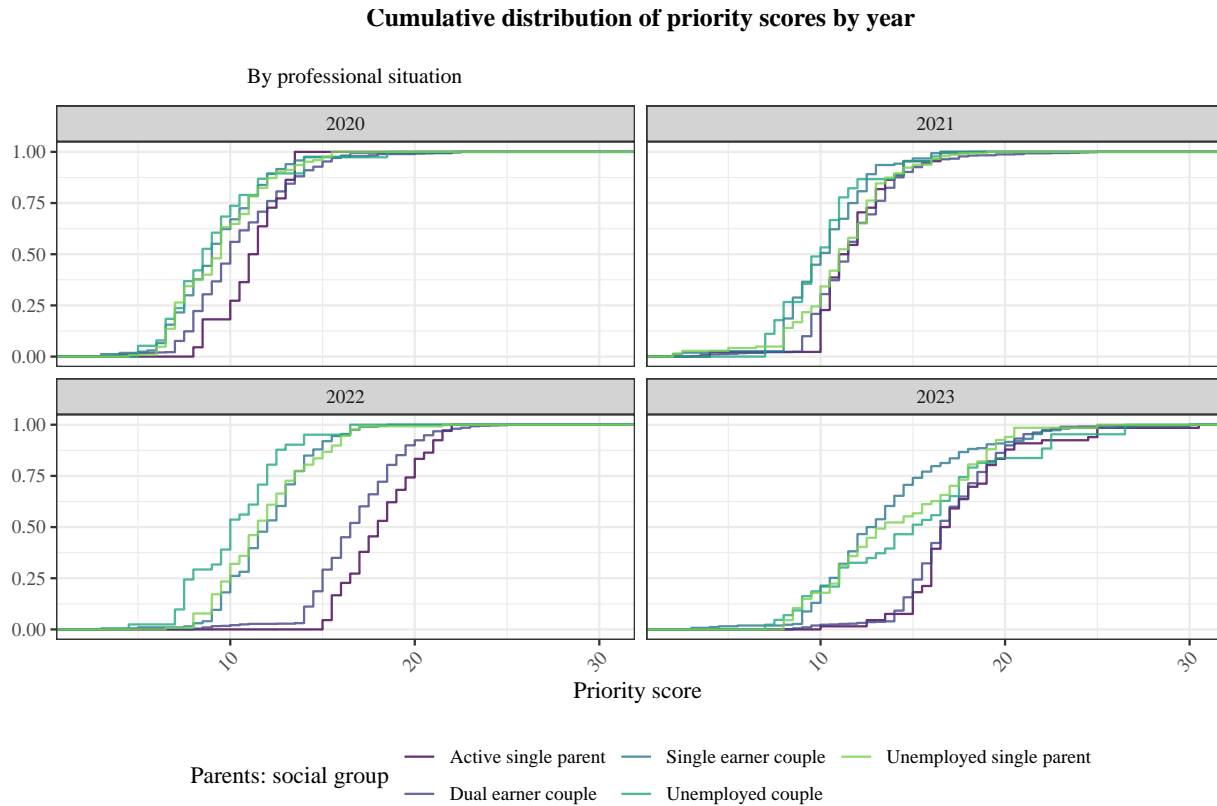 Cumulative distribution of priority scores by year
By professional situation
2020
2021
1.00
0.75
0.50
0.25
0.00
2022
2023
1.00
0.75
0.50
0.25
0.00
10
20
30
10
20
30
Priority score
Parents: social group
Active single parent
Single earner couple
Unemployed single parent
Dual earner couple
Unemployed couple